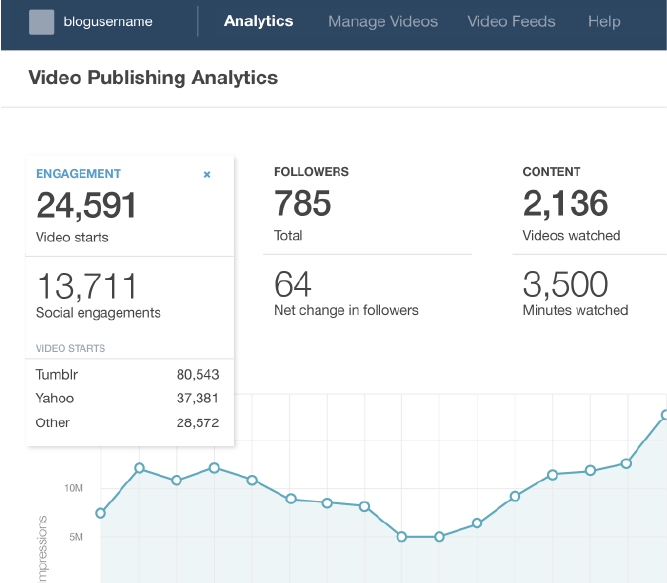 blogusername Analytics Manage Videos Video Feeds Help
Video Publishing Analytics
ENGAGEMENT ×
24,591
Video starts
13,711
Social engagements
VIDEO STARTS
Tumblr 80,543
Yahoo 37,381
Other 28,572
FOLLOWERS
785
Total
64
Net change in followers
CONTENT
2,136
Videos watched
3,500
Minutes watched
10M
5M